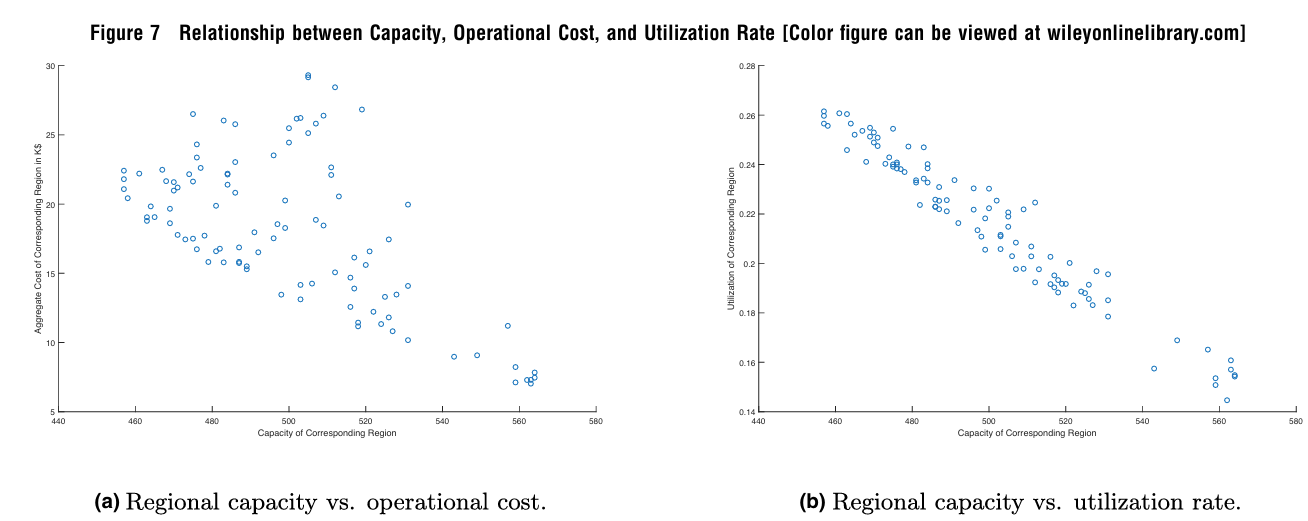 Figure 7 Relationship between Capacity, Operational Cost, and Utilization Rate [Color figure can be viewed at wileyonlinelibrary.com]
30
25
20
15
10
5
Aggregate Cost of Corresponding Region in K$
440 460 480 500 520 540 560 580
Capacity of Corresponding Region
(a) Regional capacity vs. operational cost.
0.28
0.26
0.24
0.22
0.2
0.18
0.16
0.14
Utilization of Corresponding Region
440 460 480 500 520 540 560 580
Capacity of Corresponding Region
(b) Regional capacity vs. utilization rate.